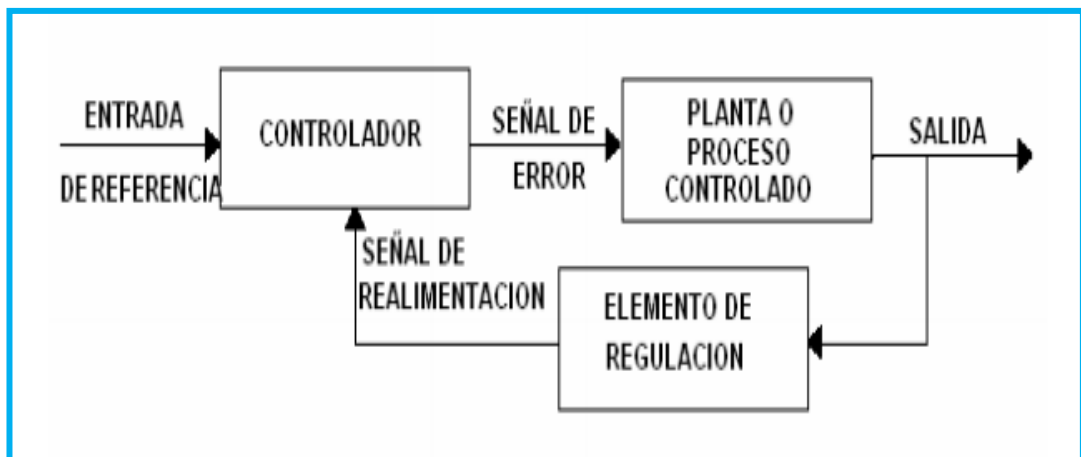 ENTRADA
DE REFERENCIA
CONTROLADOR
SEÑAL DE
ERROR
PLANTA O
PROCESO
CONTROLADO
SALIDA
SEÑAL DE
REALIMENTACION
ELEMENTO DE
REGULACION